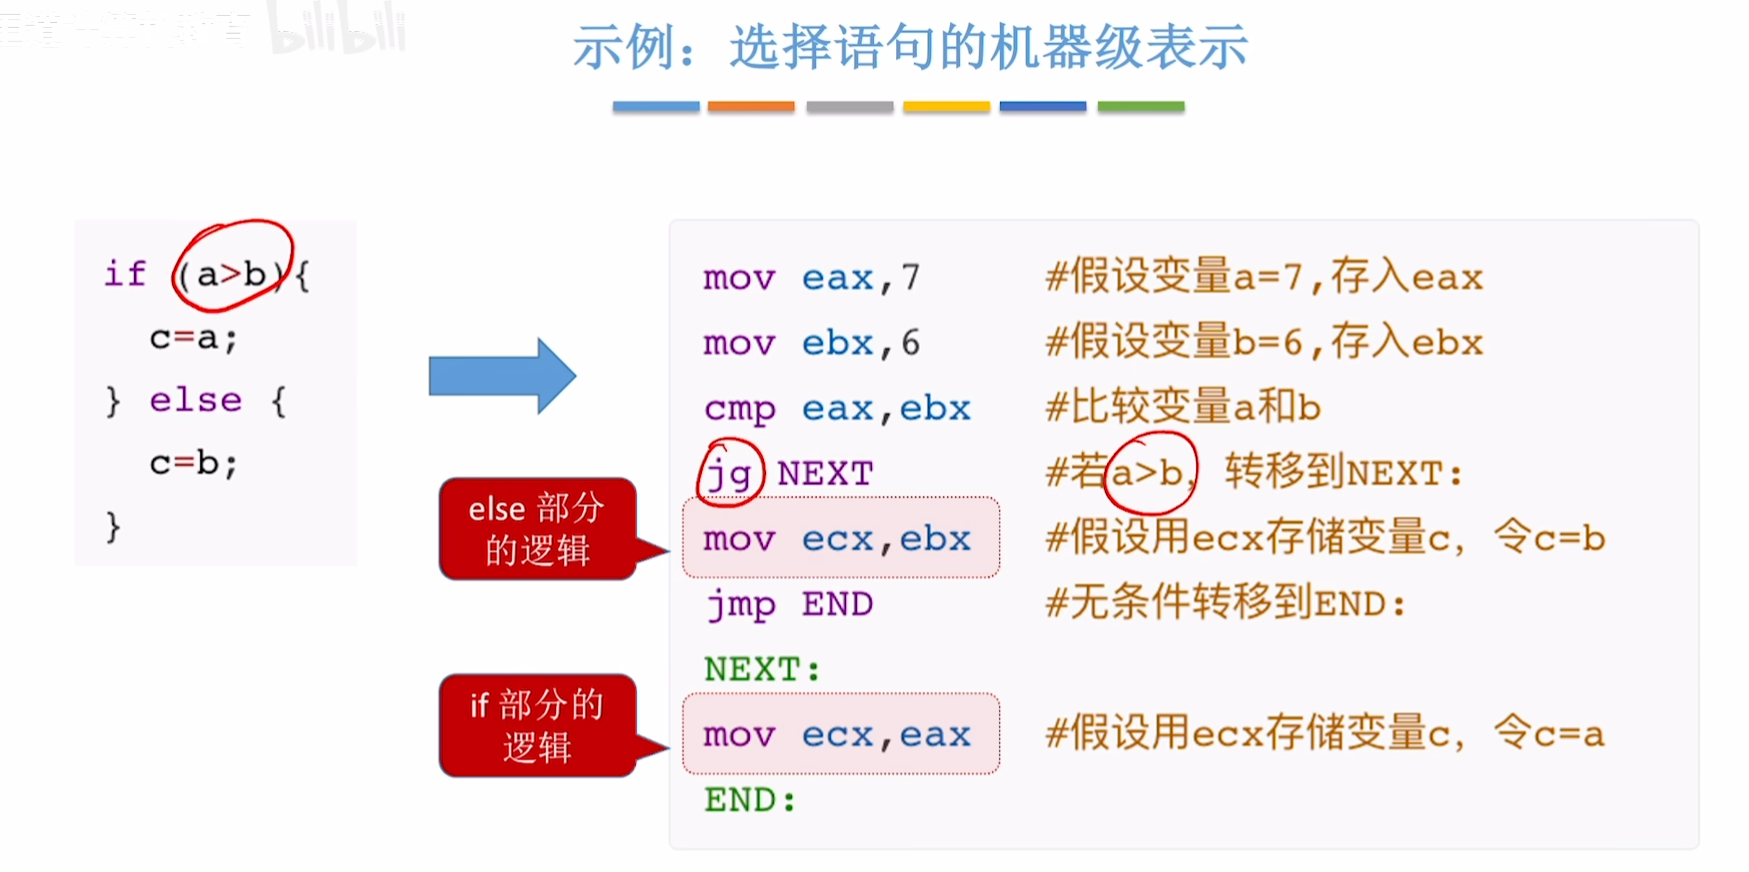 bilibili
示例：选择语句的机器级表示
if (a>b){
c=a;
} else {
c=b;
}
mov eax,7 #假设变量a=7,存入eax
mov ebx,6 #假设变量b=6,存入ebx
cmp eax,ebx #比较变量a和b
jg NEXT #若a>b，转移到NEXT:
else 部分
的逻辑
mov ecx,ebx #假设用ecx存储变量c，令c=b
jmp END #无条件转移到END:
NEXT:
if 部分的
逻辑
mov ecx,eax #假设用ecx存储变量c，令c=a
END: